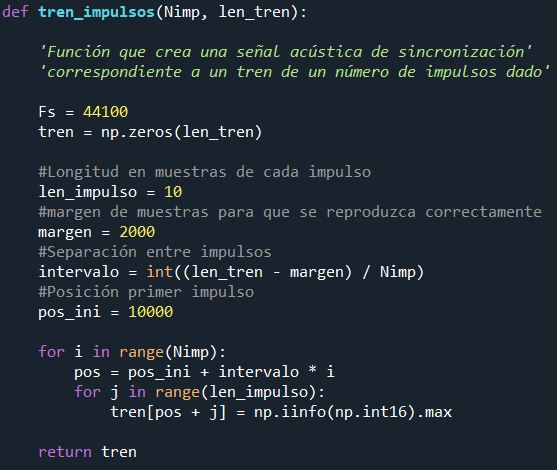 def tren_impulsos(Nimp, len_tren):
'Función que crea una señal acústica de sincronización'
'correspondiente a un tren de un número de impulsos dado'
Fs = 44100
tren = np.zeros(len_tren)
#Longitud en muestras de cada impulso
len_impulso = 10
#margen de muestras para que se reproduzca correctamente
margen = 2000
#Separación entre impulsos
intervalo = int((len_tren - margen) / Nimp)
#Posición primer impulso
pos_ini = 10000
for i in range(Nimp):
pos = pos_ini + intervalo * i
for j in range(len_impulso):
tren[pos + j] = np.iinfo(np.int16).max
return tren